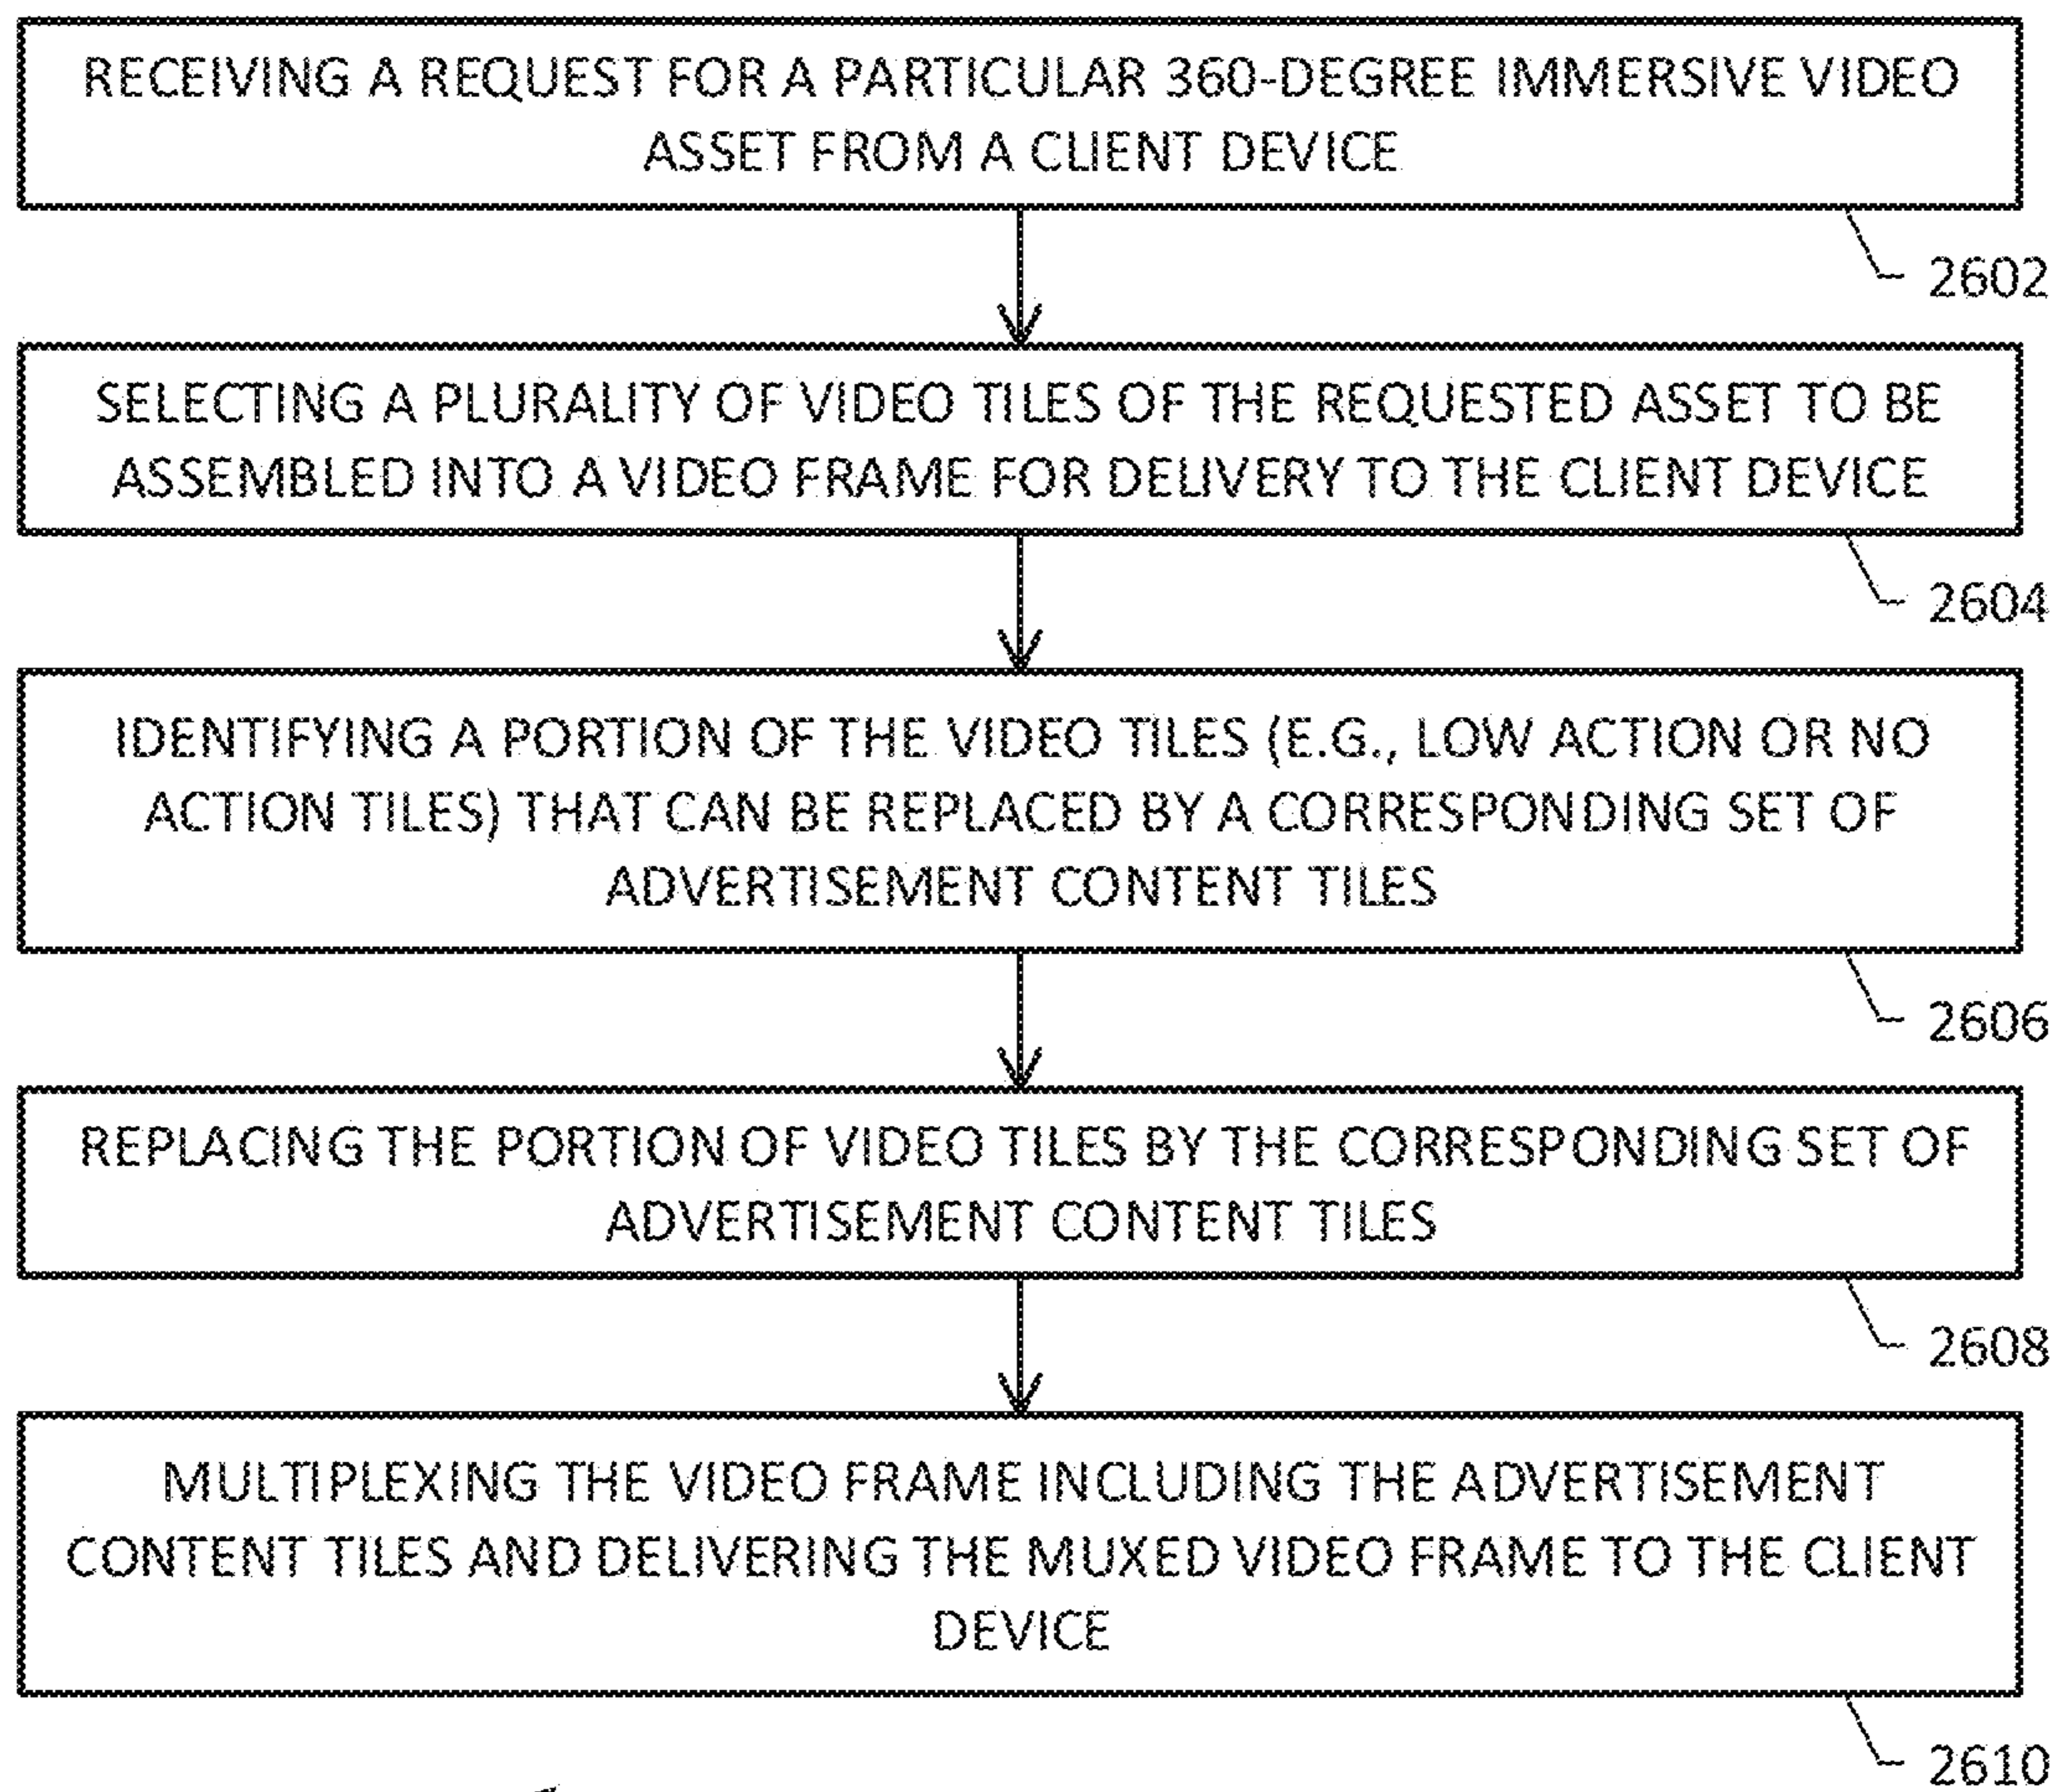 RECEIVING A REQUEST FOR A PARTICULAR 360-DEGREE IMMERSIVE VIDEO
ASSET FROM A CLIENT DEVICE
2602
SELECTING A PLURALITY OF VIDEO TILES OF THE REQUESTED ASSET TO BE
ASSEMBLED INTO A VIDEO FRAME FOR DELIVERY TO THE CLIENT DEVICE
2604
IDENTIFYING A PORTION OF THE VIDEO TILES (E.G., LOW ACTION OR NO
ACTION TILES) THAT CAN BE REPLACED BY A CORRESPONDING SET OF
ADVERTISEMENT CONTENT TILES
2606
REPLACING THE PORTION OF VIDEO TILES BY THE CORRESPONDING SET OF
ADVERTISEMENT CONTENT TILES
2608
MULTIPLEXING THE VIDEO FRAME INCLUDING THE ADVERTISEMENT
CONTENT TILES AND DELIVERING THE MUXED VIDEO FRAME TO THE CLIENT
DEVICE
2610